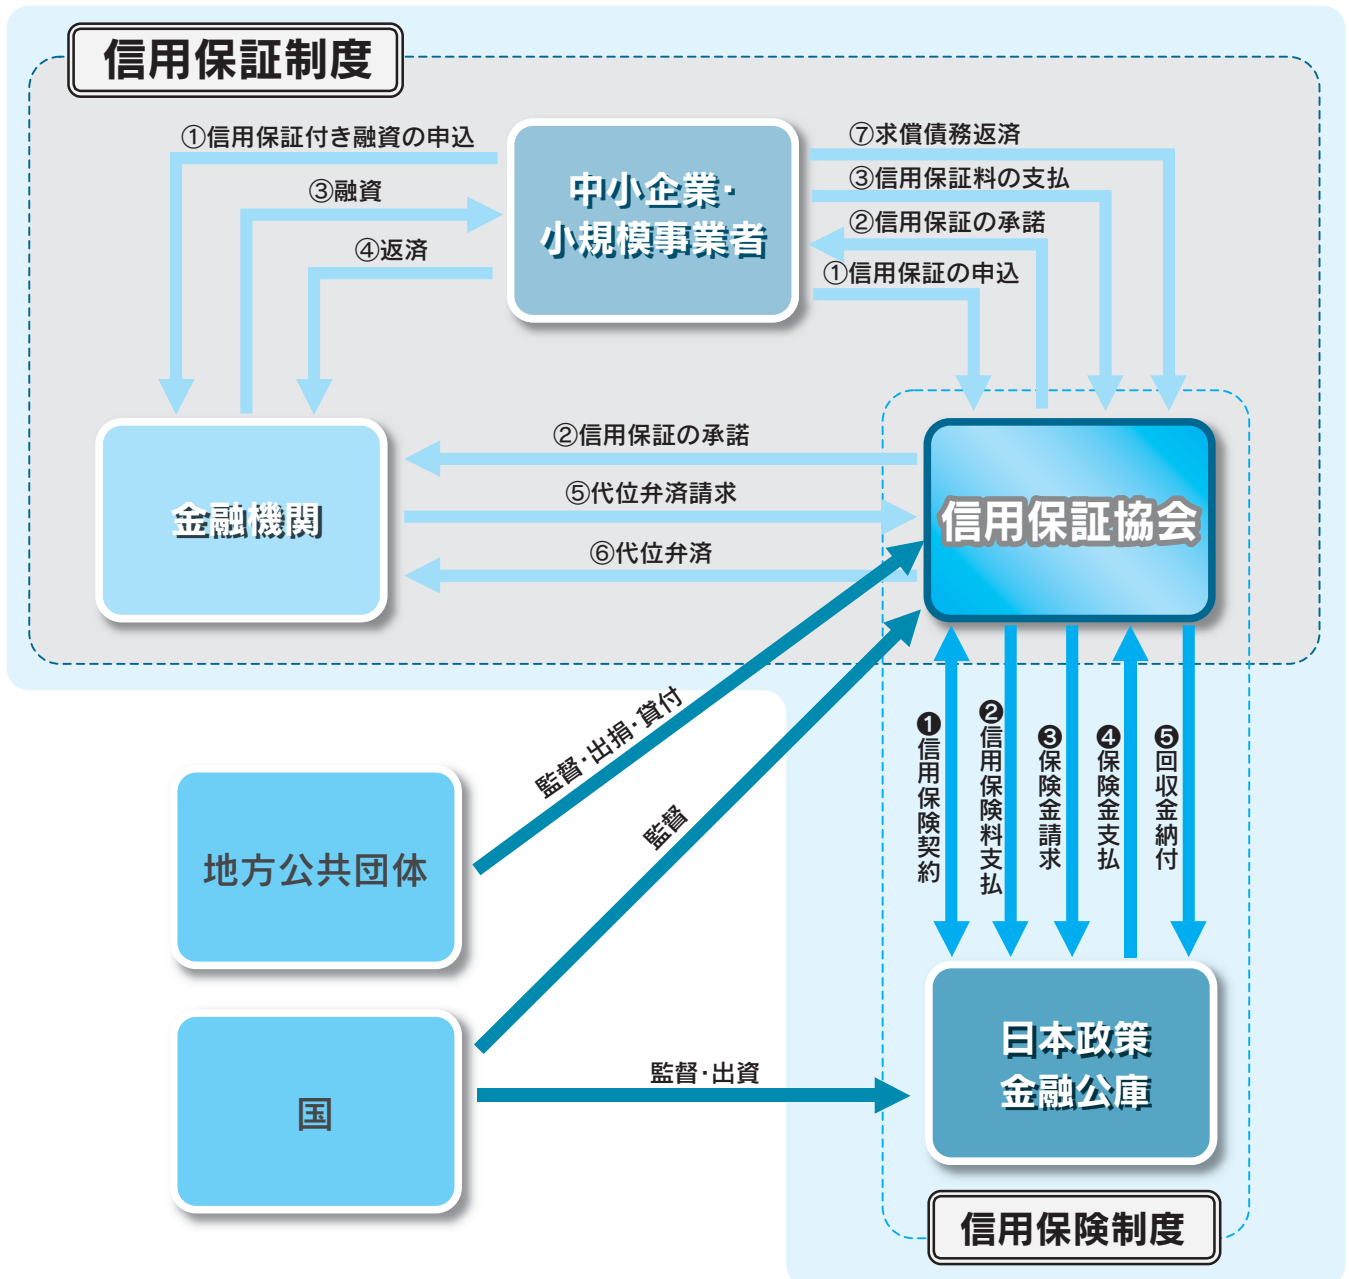 信用保証制度
①信用保証付き融資の申込
③融資
④返済
中小企業・
小規模事業者
⑦求償債務返済
③信用保証料の支払
②信用保証の承諾
①信用保証の申込
金融機関
②信用保証の承諾
⑤代位弁済請求
⑥代位弁済
信用保証協会
監督・出捐・貸付
監督
❶信用保険契約
❷信用保険料支払
❸保険金請求
❹保険金支払
❺回収金納付
地方公共団体
国
監督・出資
日本政策
金融公庫
信用保険制度